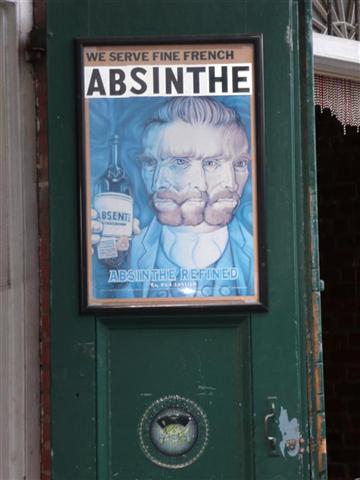 WE SERVE FINE FRENCH
ABSINTHE
ABSENTE
ABSINTHE REFINED